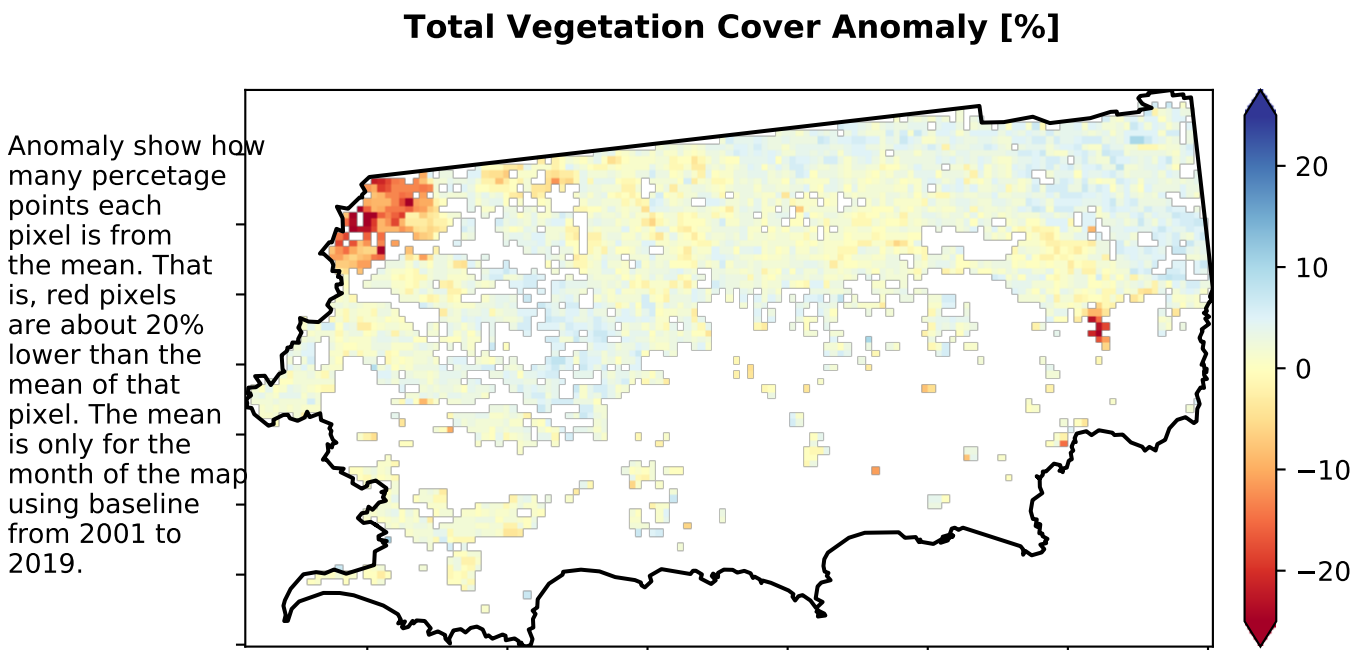 Total Vegetation Cover Anomaly [%]
Anomaly show how
many percetage
points each
pixel is from
the mean. That
is, red pixels
are about 20%
lower than the
mean of that
pixel. The mean
is only for the
month of the map
using baseline
from 2001 to
2019.
20
10
0
−10
−20